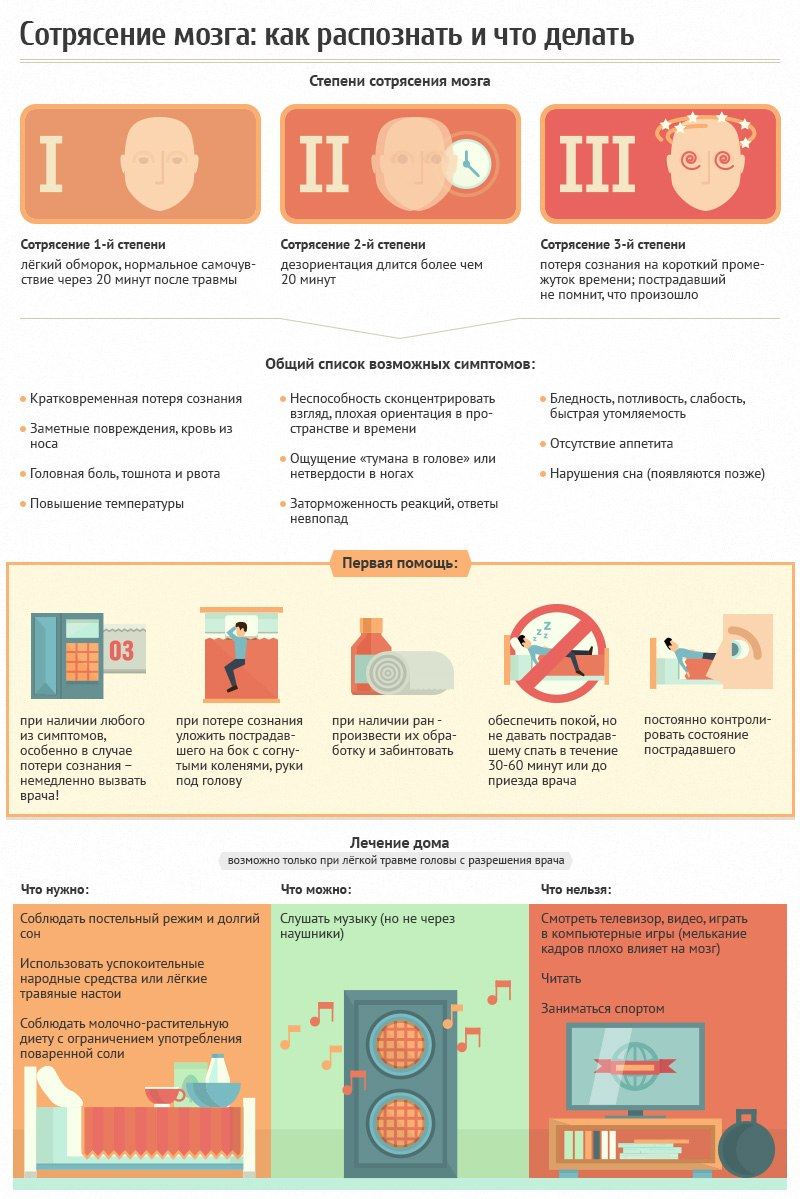 Сотрясение мозга: как распознать и что делать
Степени сотрясения мозга
I
II
III
Сотрясение 1-й степени
лёгкий обморок, нормальное самочув-
ствие через 20 минут после травмы
Сотрясение 2-й степени
дезориентация длится более чем
20 минут
Сотрясение 3-й степени
потеря сознания на короткий проме-
жуток времени; пострадавший
не помнит, что произошло
Общий список возможных симптомов:
Кратковременная потеря сознания
Заметные повреждения, кровь из
носа
Головная боль, тошнота и рвота
Повышение температуры
Неспособность сконцентрировать
взгляд, плохая ориентация в про-
странстве и времени
Ощущение «тумана в голове» или
нетвердости в ногах
Заторможенность реакций, ответы
невпопад
Бледность, потливость, слабость,
быстрая утомляемость
Отсутствие аппетита
Нарушения сна (появляются позже)
Первая помощь:
03
при наличии любого
из симптомов,
особенно в случае
потери сознания –
немедленно вызвать
врача!
при потере сознания
уложить пострадав-
шего на бок с согну-
тыми коленями, руки
под голову
при наличии ран -
произвести их обра-
ботку и забинтовать
z z z
обеспечить покой, но
не давать пострадав-
шему спать в течение
30-60 минут или до
приезда врача
постоянно контроли-
ровать состояние
пострадавшего
Лечение дома
возможно только при лёгкой травме головы с разрешения врача
Что нужно:
Соблюдать постельный режим и долгий
сон
Использовать успокоительные
народные средства или лёгкие
травяные настои
Соблюдать молочно-растительную
диету с ограничением употребления
поваренной соли
Что можно:
Слушать музыку (но не через
наушники)
Что нельзя:
Смотреть телевизор, видео, играть
в компьютерные игры (мелькание
кадров плохо влияет на мозг)
Читать
Заниматься спортом